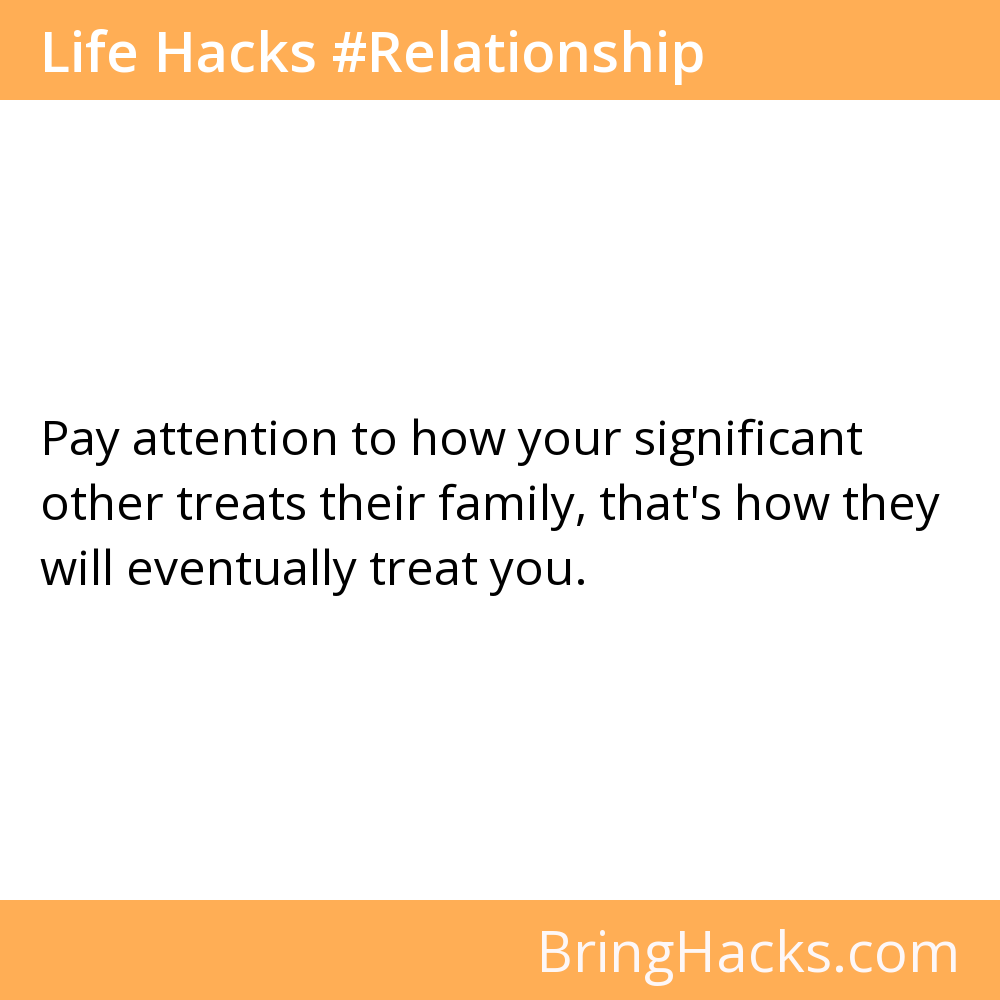 Life Hacks #Relationship
Pay attention to how your significant
other treats their family, that's how they
will eventually treat you.
BringHacks.com